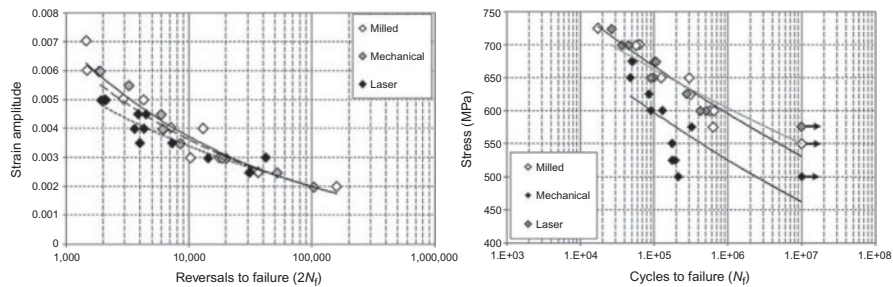 0.008
0.007
0.006
0.005
0.004
0.003
0.002
0.001
0
Strain amplitude
1,000
10,000
100,000
1,000,000
Reversals to failure (2Nf)
Milled
Mechanical
Laser
750
700
650
600
550
500
450
400
Stress (MPa)
1.E+03
1.E+04
1.E+05
1.E+06
1.E+07
1.E+08
Cycles to failure (Nf)
Milled
Mechanical
Laser